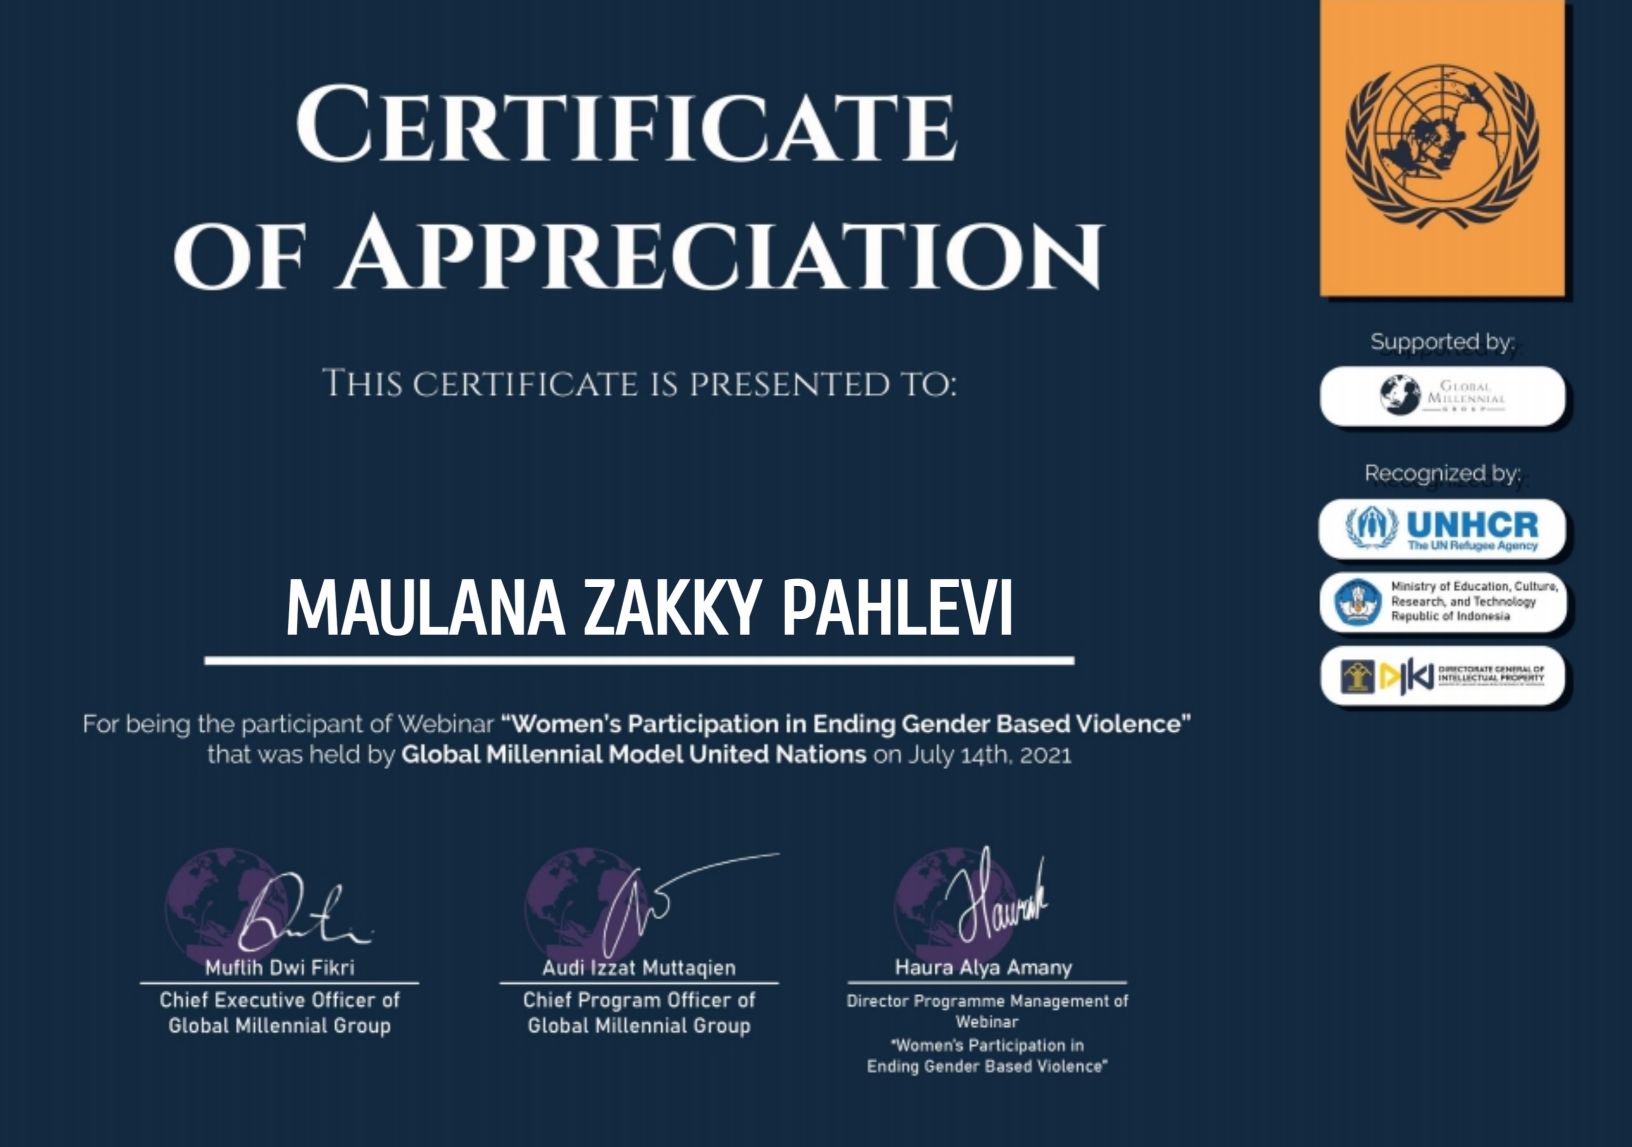 CERTIFICATE
OF APPRECIATION
THIS CERTIFICATE IS PRESENTED TO:
MAULANA ZAKKY PAHLEVI
For being the participant of Webinar “Women’s Participation in Ending Gender Based Violence”
that was held by Global Millennial Model United Nations on July 14th, 2021
Muflih Dwi Fikri
Chief Executive Officer of
Global Millennial Group
Audi Izzat Muttaqien
Chief Program Officer of
Global Millennial Group
Haura Alya Amany
Director Programme Management of
Webinar
“Women’s Participation in
Ending Gender Based Violence”
Supported by:
GLOBAL
MILLENNIAL
GROUP
Recognized by:
UNHCR
The UN Refugee Agency
Ministry of Education, Culture,
Research, and Technology
Republic of Indonesia
DJKI
DIRECTORATE GENERAL OF
INTELLECTUAL PROPERTY